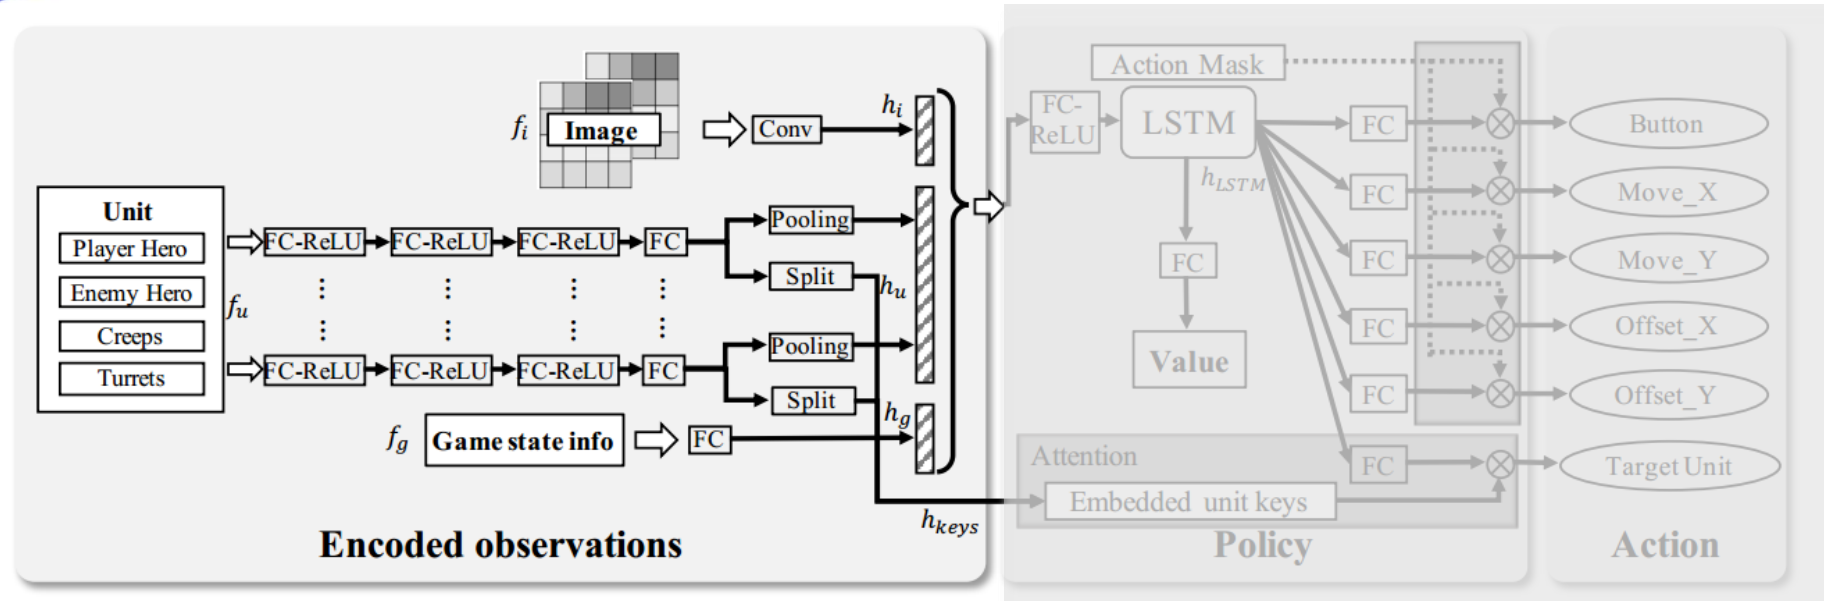 f_i
Image
Conv
h_i
Unit
Player Hero
Enemy Hero
Creeps
Turrets
f_u
FC-ReLU
FC-ReLU
FC-ReLU
FC
Pooling
Split
h_u
FC-ReLU
FC-ReLU
FC-ReLU
FC
Pooling
Split
f_g
Game state info
FC
h_g
h_keys
Encoded observations
Action Mask
FC-
ReLU
LSTM
h_LSTM
FC
Value
FC
FC
FC
FC
FC
Attention
FC
Embedded unit keys
Policy
Button
Move_X
Move_Y
Offset_X
Offset_Y
Target Unit
Action